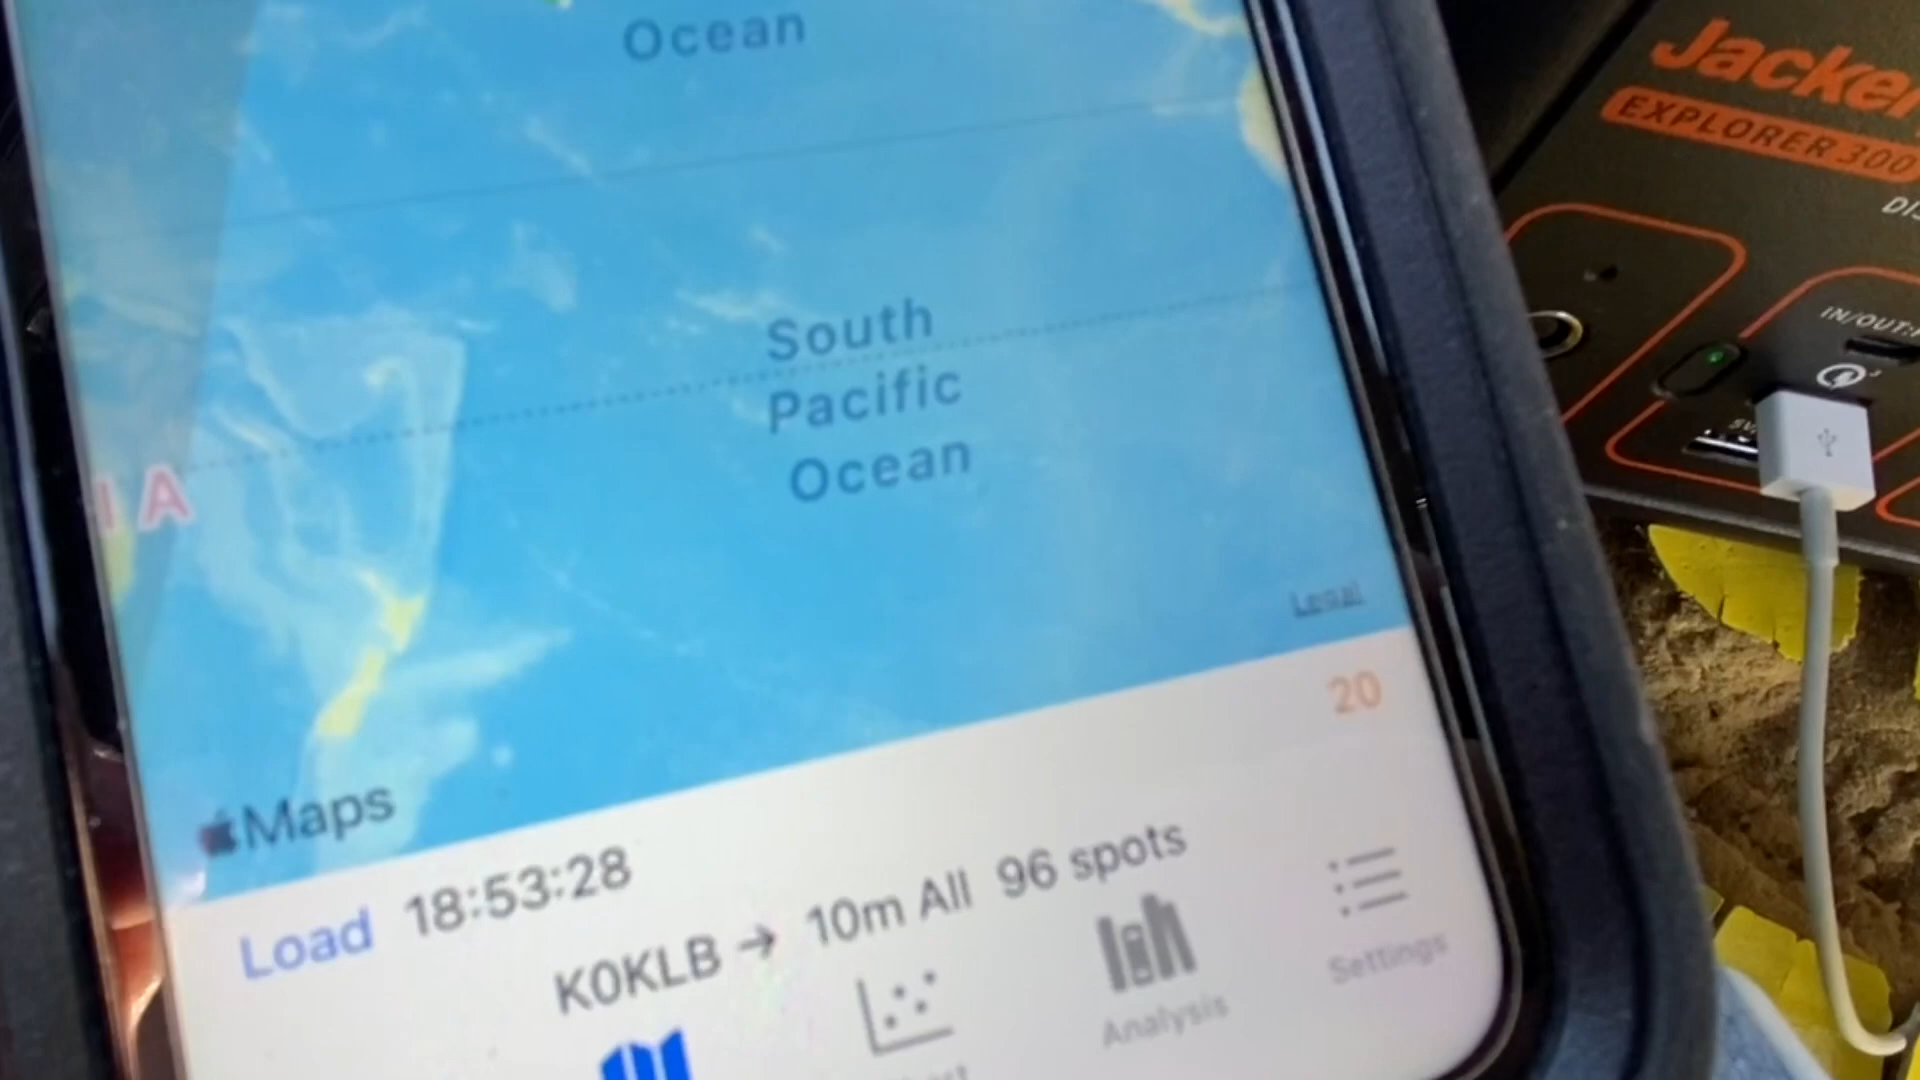 Ocean
South
Pacific
Ocean
IA
Legal
Maps
20
Load 18:53:28
K0KLB → 10m All 96 spots
Analysis
Settings
EXPLORER 300
IN/OUT: